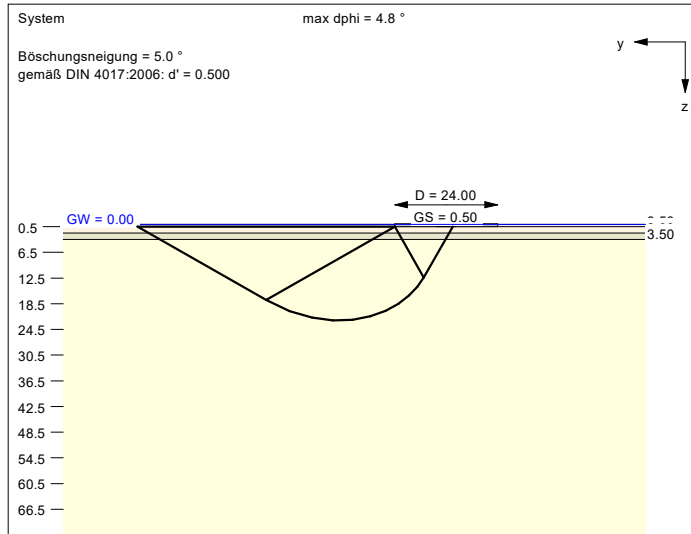 System
max dphi = 4.8 °
Böschungsneigung = 5.0 °
gemäß DIN 4017:2006: d' = 0.500
y
z
D = 24.00
GW = 0.00
GS = 0.50
3.50
0.5
6.5
12.5
18.5
24.5
30.5
36.5
42.5
48.5
54.5
60.5
66.5